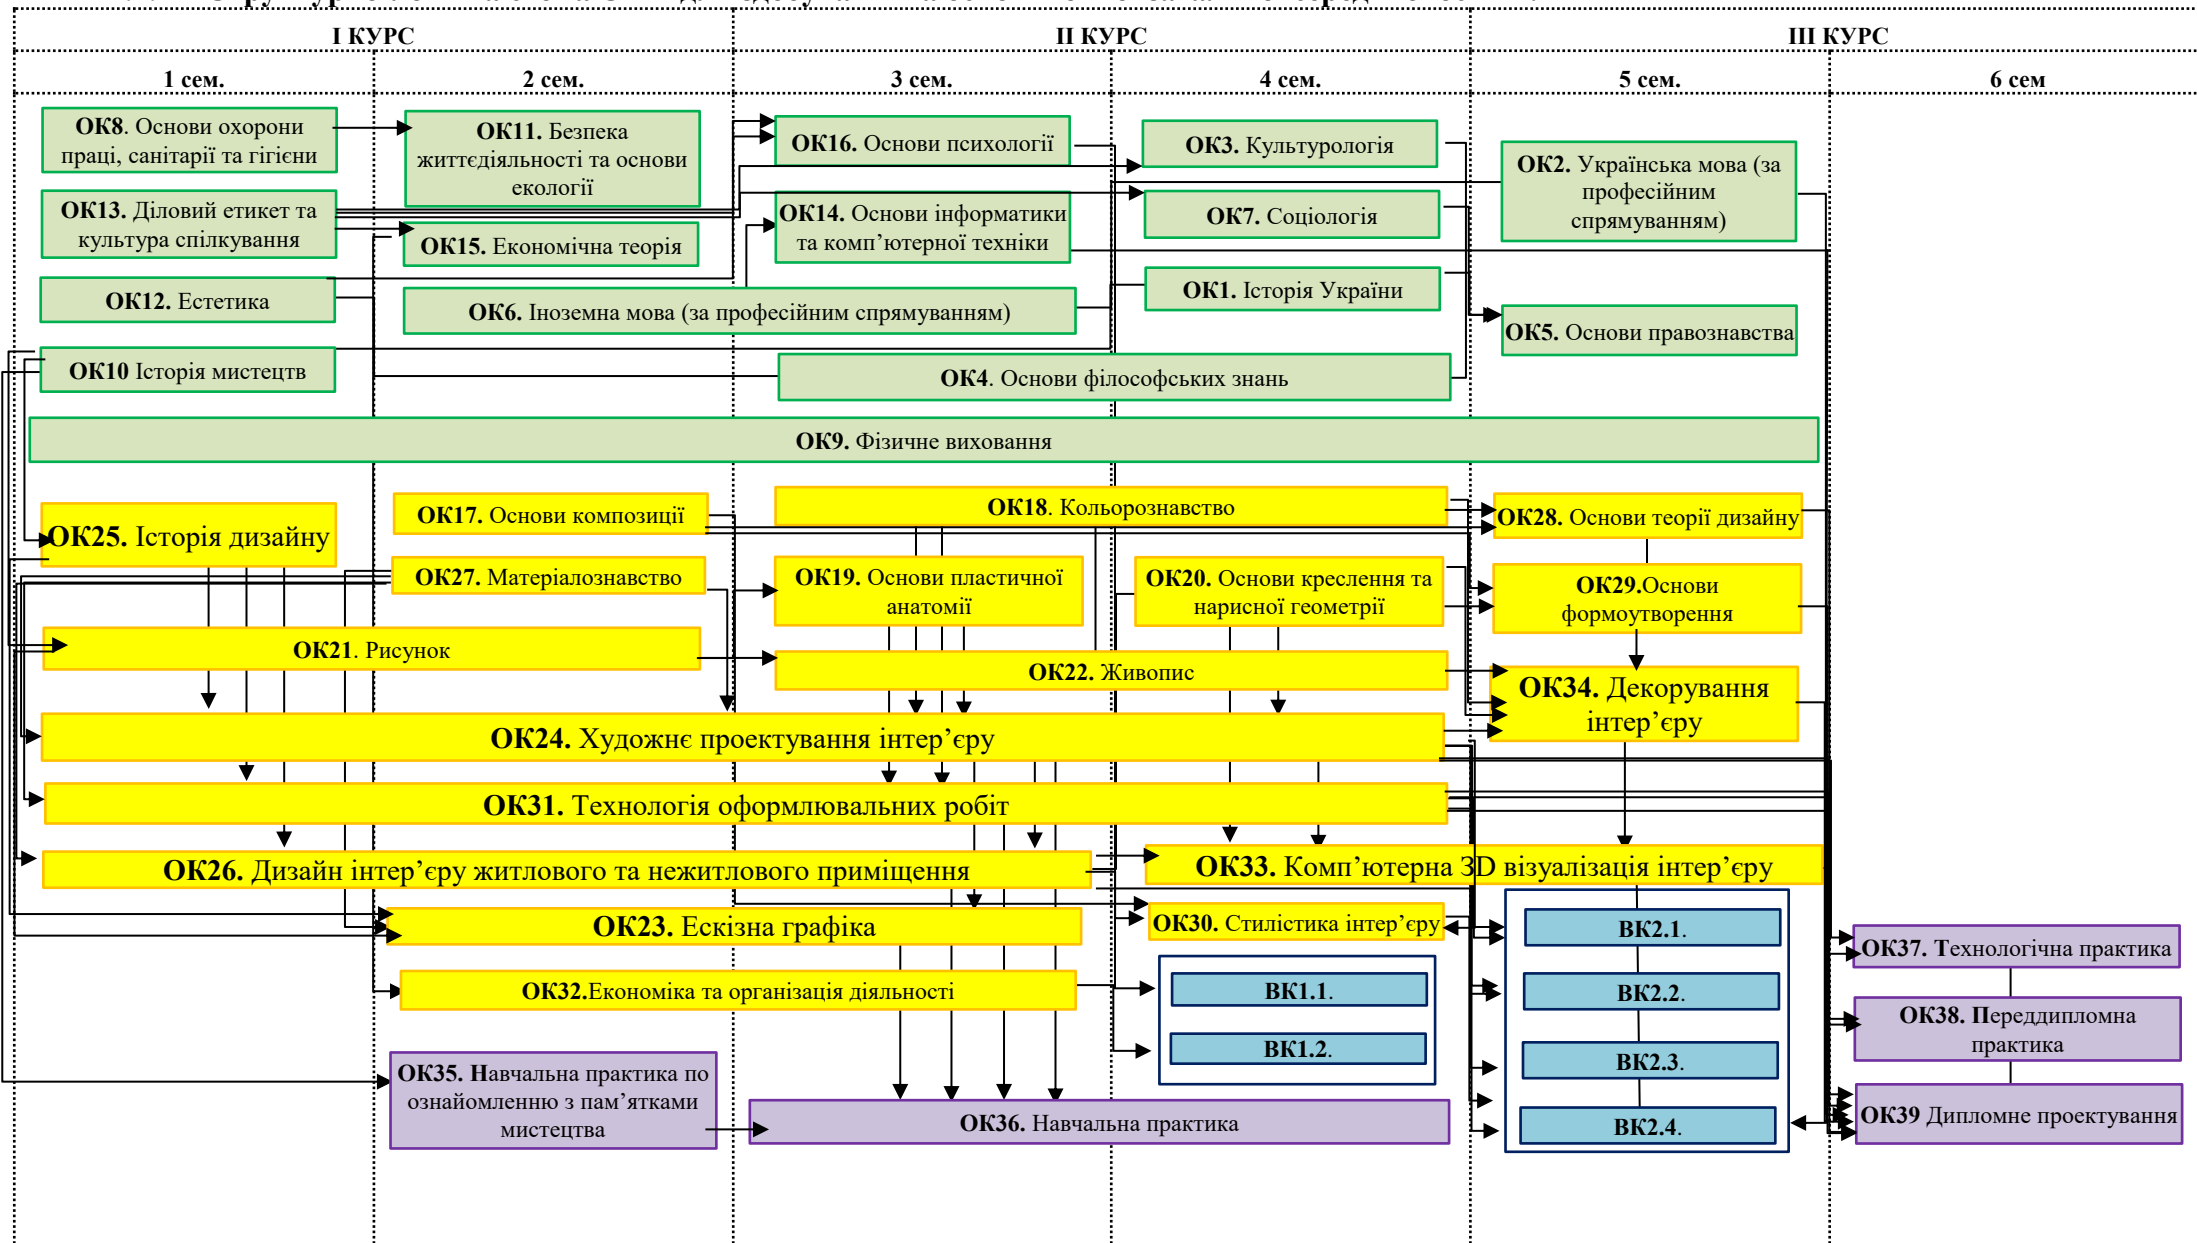 І КУРС
ІІ КУРС
ІІІ КУРС
1 сем.
2 сем.
3 сем.
4 сем.
5 сем.
6 сем
ОК8. Основи охорони
праці, санітарії та гігієни
ОК11. Безпека
життєдіяльності та основи
екології
ОК16. Основи психології
ОК3. Культурологія
ОК2. Українська мова (за
професійним
спрямуванням)
ОК13. Діловий етикет та
культура спілкування
ОК15. Економічна теорія
ОК14. Основи інформатики
та комп’ютерної техніки
ОК7. Соціологія
ОК12. Естетика
ОК6. Іноземна мова (за професійним спрямуванням)
ОК1. Історія України
ОК5. Основи правознавства
ОК10 Історія мистецтв
ОК4. Основи філософських знань
ОК9. Фізичне виховання
ОК25. Історія дизайну
ОК17. Основи композиції
ОК18. Кольорознавство
ОК28. Основи теорії дизайну
ОК27. Матеріалознавство
ОК19. Основи пластичної
анатомії
ОК20. Основи креслення та
нарисної геометрії
ОК29.Основи
формоутворення
ОК21. Рисунок
ОК22. Живопис
ОК34. Декорування
інтер’єру
ОК24. Художнє проектування інтер’єру
ОК31. Технологія оформлювальних робіт
ОК26. Дизайн інтер’єру житлового та нежитлового приміщення
ОК33. Комп’ютерна 3D візуалізація інтер’єру
ОК23. Ескізна графіка
ОК30. Стилістика інтер’єру
ВК2.1.
ОК37. Технологічна практика
ОК32.Економіка та організація діяльності
ВК1.1.
ВК2.2.
ОК38. Переддипломна
практика
ВК1.2.
ВК2.3.
ОК35. Навчальна практика по
ознайомленню з пам’ятками
мистецтва
ОК36. Навчальна практика
ВК2.4.
ОК39 Дипломне проектування